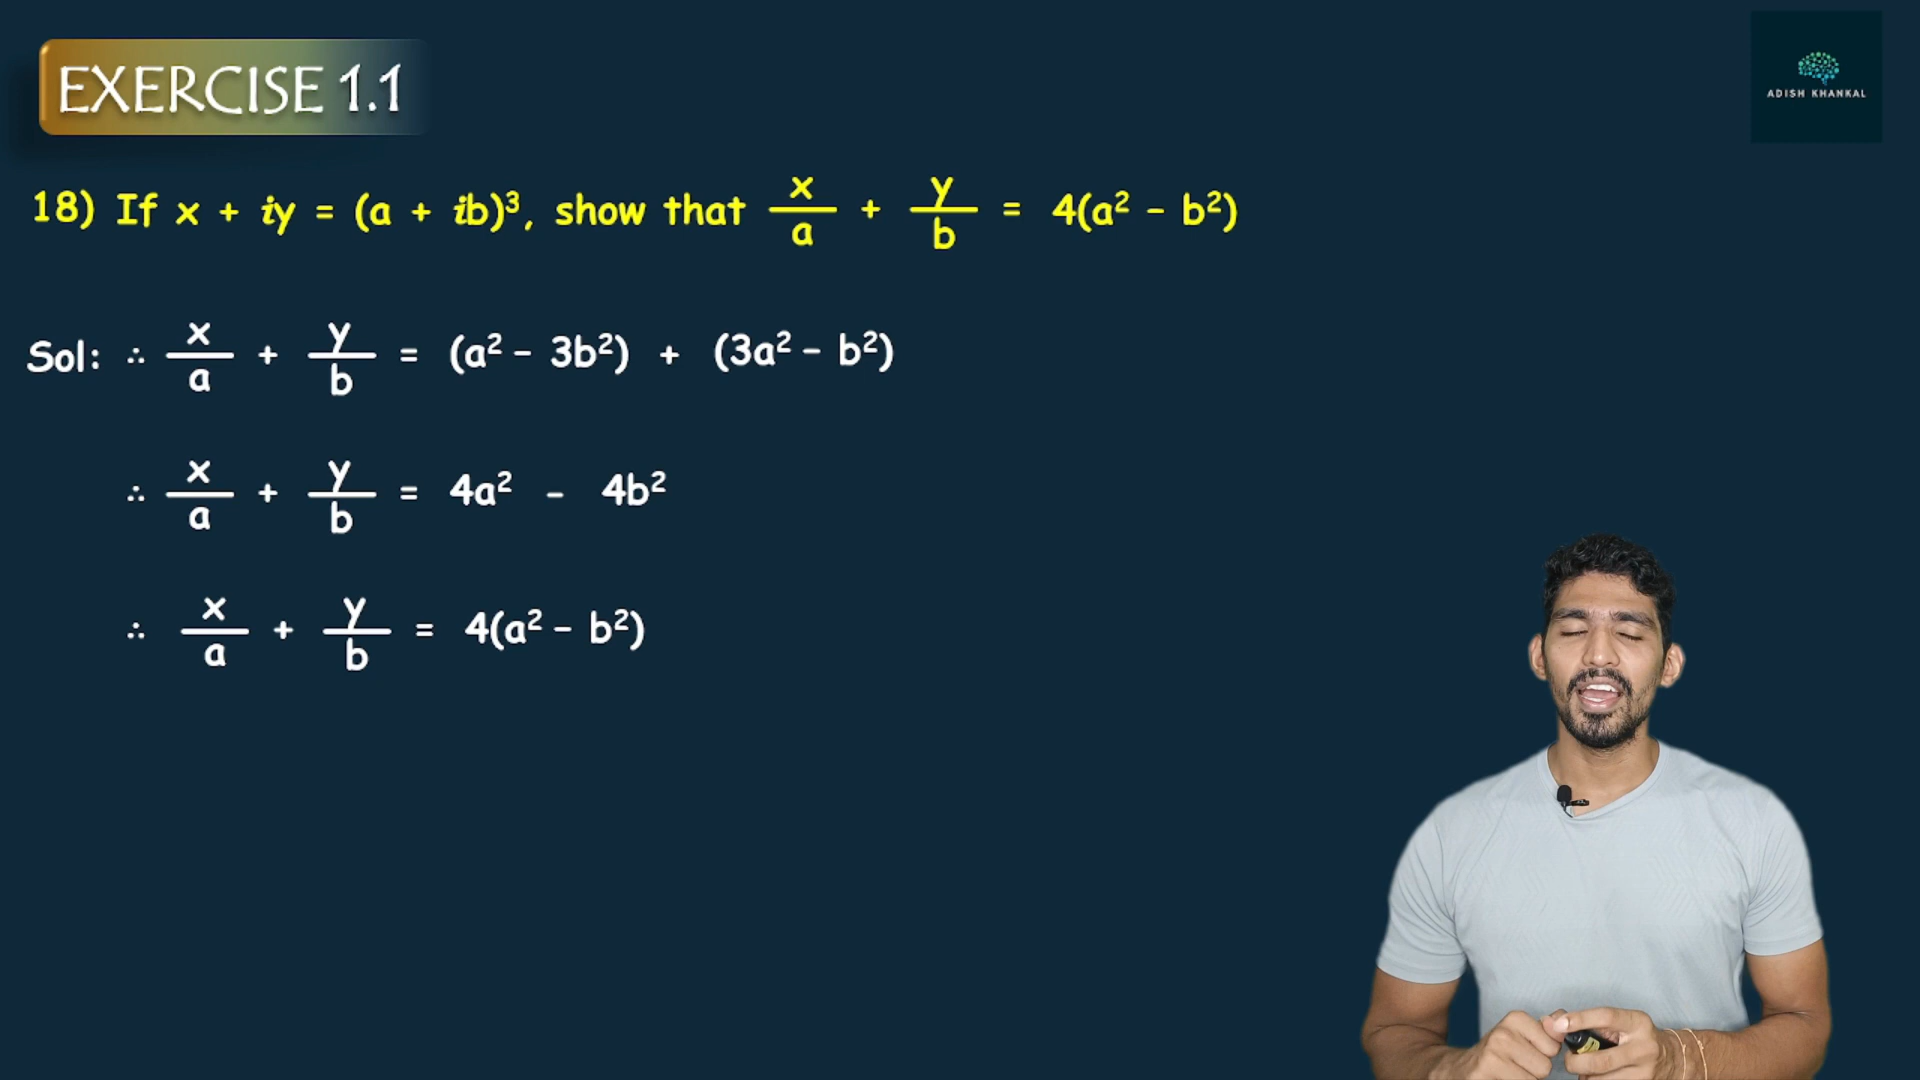 EXERCISE 1.1
ADISH KHANKAL
18) If x + iy = (a + ib)³, show that x/a + y/b = 4(a² - b²)
Sol: ∴ x/a + y/b = (a² - 3b²) + (3a² - b²)
∴ x/a + y/b = 4a² - 4b²
∴ x/a + y/b = 4(a² - b²)